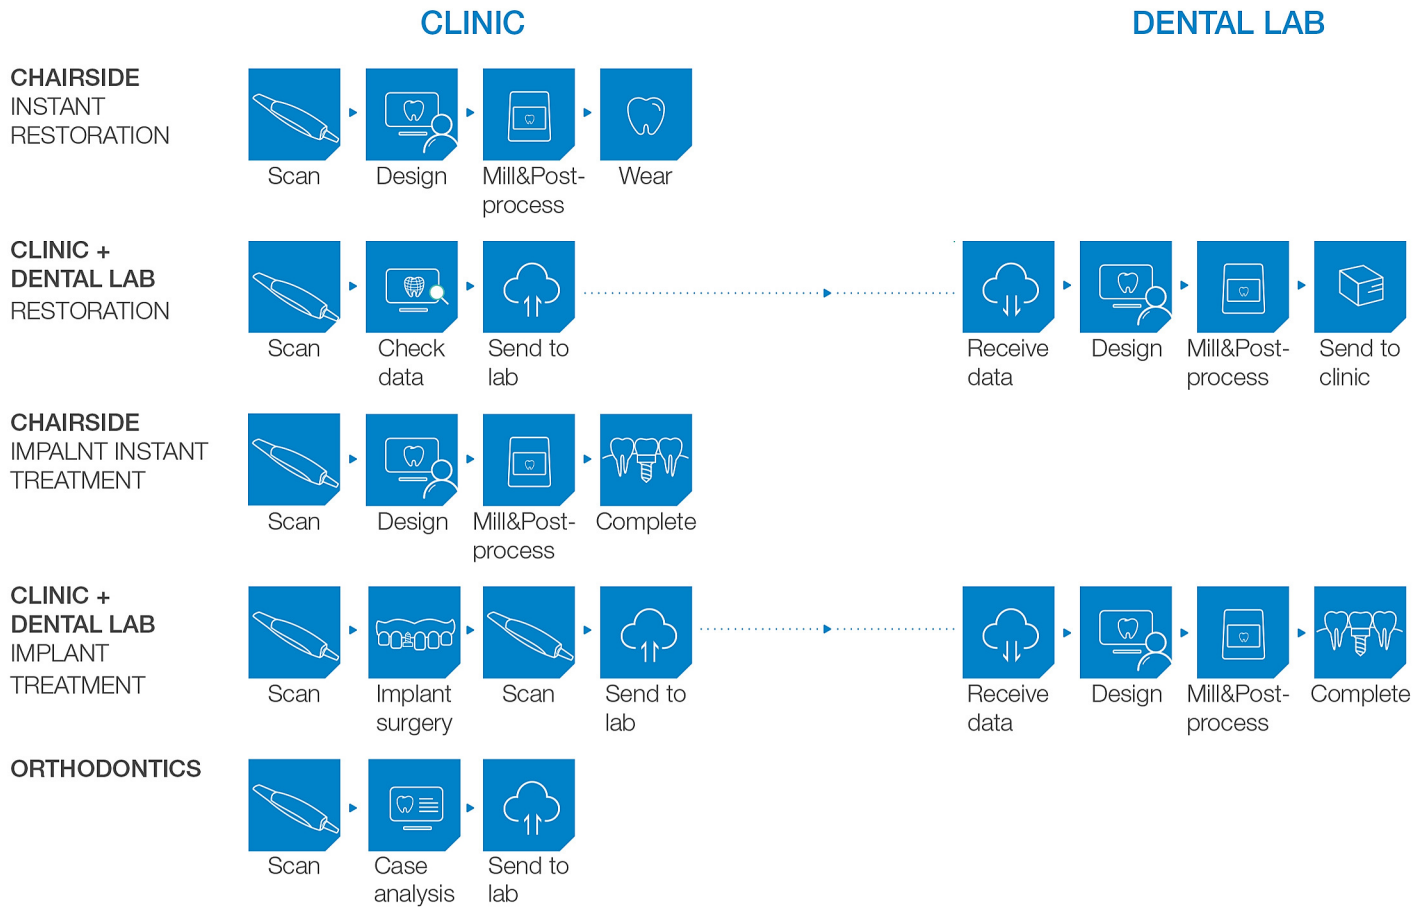 CLINIC
DENTAL LAB
CHAIRSIDE
INSTANT
RESTORATION
Scan
Design
Mill&Post-
process
Wear
CLINIC +
DENTAL LAB
RESTORATION
Scan
Check
data
Send to
lab
Receive
data
Design
Mill&Post-
process
Send to
clinic
CHAIRSIDE
IMPALNT INSTANT
TREATMENT
Scan
Design
Mill&Post-
process
Complete
CLINIC +
DENTAL LAB
IMPLANT
TREATMENT
Scan
Implant
surgery
Scan
Send to
lab
Receive
data
Design
Mill&Post-
process
Complete
ORTHODONTICS
Scan
Case
analysis
Send to
lab